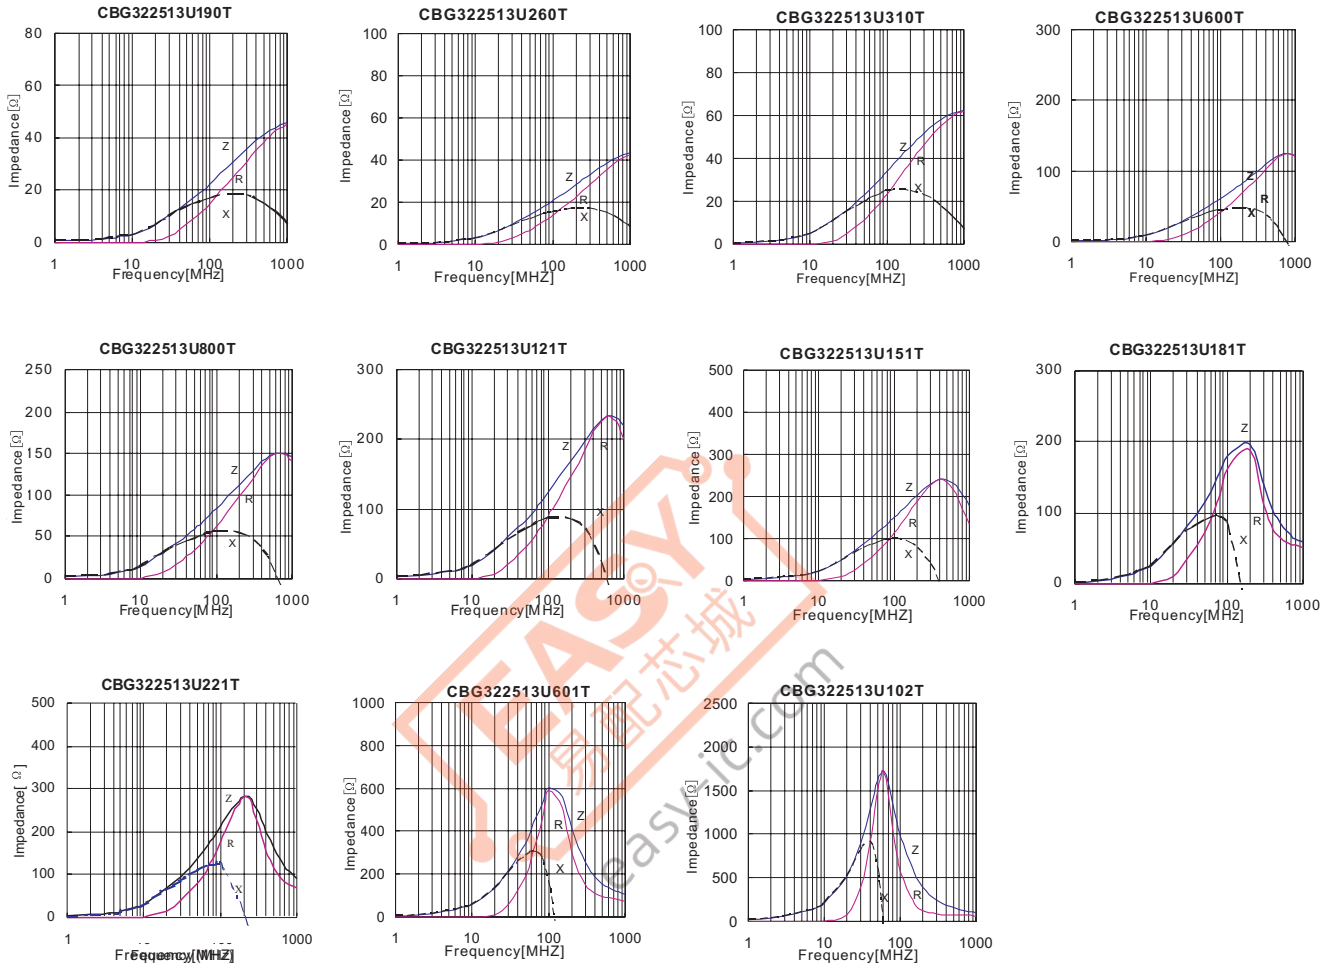 CBG322513U190T
80
60
40
20
0
Impedance[Ω]
Z
R
X
1
10
100
1000
Frequency[MHZ]
CBG322513U260T
100
80
60
40
20
0
Impedance[Ω]
Z
R
X
1
10
100
1000
Frequency[MHZ]
CBG322513U310T
100
80
60
40
20
0
Impedance[Ω]
Z
R
X
1
10
100
1000
Frequency[MHZ]
CBG322513U600T
300
200
100
0
Impedance[Ω]
Z
R
X
1
10
100
1000
Frequency[MHZ]
CBG322513U800T
250
200
150
100
50
0
Impedance[Ω]
Z
R
X
1
10
100
1000
Frequency[MHZ]
CBG322513U121T
300
200
100
0
Impedance[Ω]
Z
R
X
1
10
100
1000
Frequency[MHZ]
CBG322513U151T
500
400
300
200
100
0
Impedance[Ω]
Z
R
X
1
10
100
1000
Frequency[MHZ]
CBG322513U181T
300
200
100
0
Impedance[Ω]
Z
R
X
1
10
100
1000
Frequency[MHZ]
CBG322513U221T
500
400
300
200
100
0
Impedance[ Ω]
Z
R
X
1
10
100
1000
Frequency[MHZ]
CBG322513U601T
1000
800
600
400
200
0
Impedance[Ω]
R
Z
X
1
10
100
1000
Frequency[MHZ]
CBG322513U102T
2500
2000
1500
1000
500
0
Impedance[Ω]
Z
X
R
1
10
100
1000
Frequency[MHZ]
EASY
易配芯城
easy-ic.com